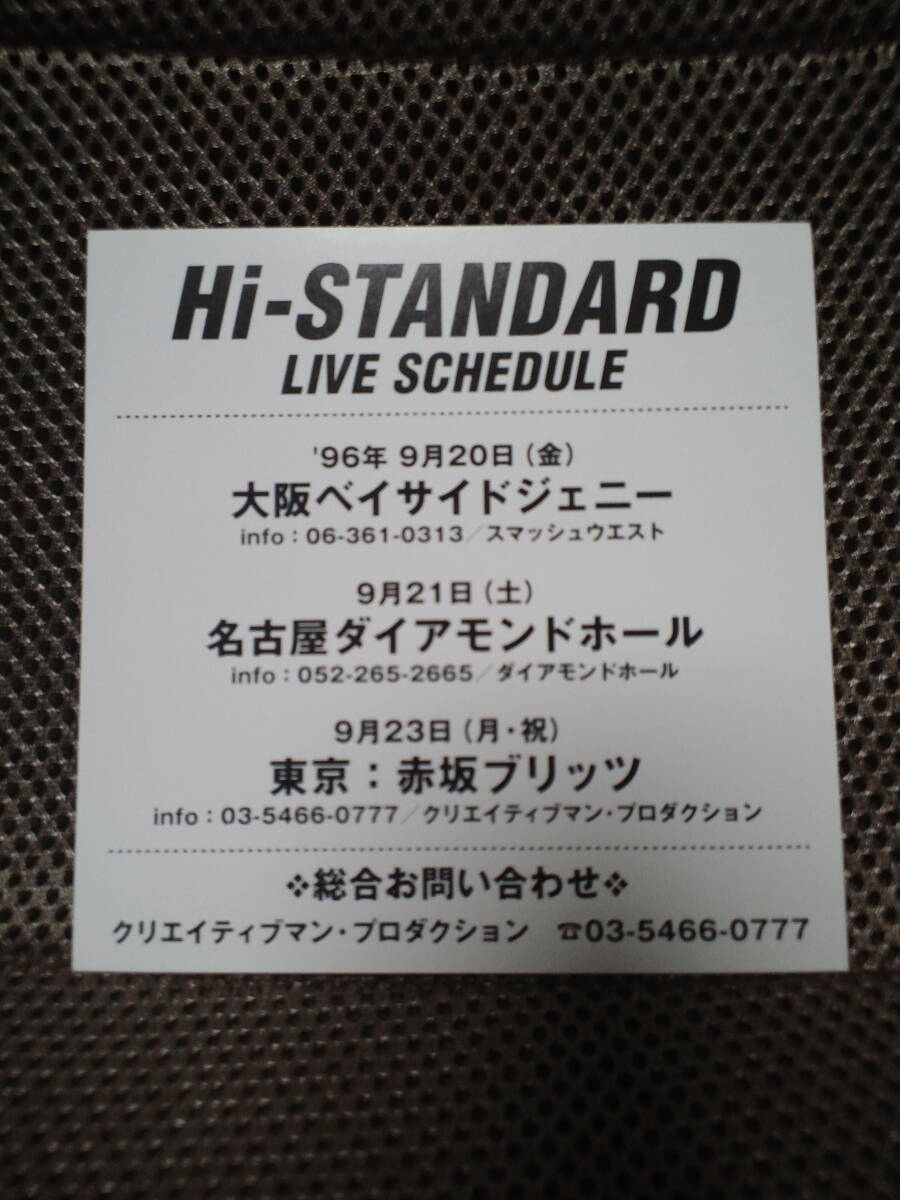 Hi-STANDARD
LIVE SCHEDULE
'96年 9月20日（金）
大阪ベイサイドジェニー
info：06-361-0313／スマッシュウエスト
9月21日（土）
名古屋ダイアモンドホール
info：052-265-2665／ダイアモンドホール
9月23日（月・祝）
東京：赤坂ブリッツ
info：03-5466-0777／クリエイティブマン・プロダクション
❖総合お問い合わせ❖
クリエイティブマン・プロダクション ☎03-5466-0777